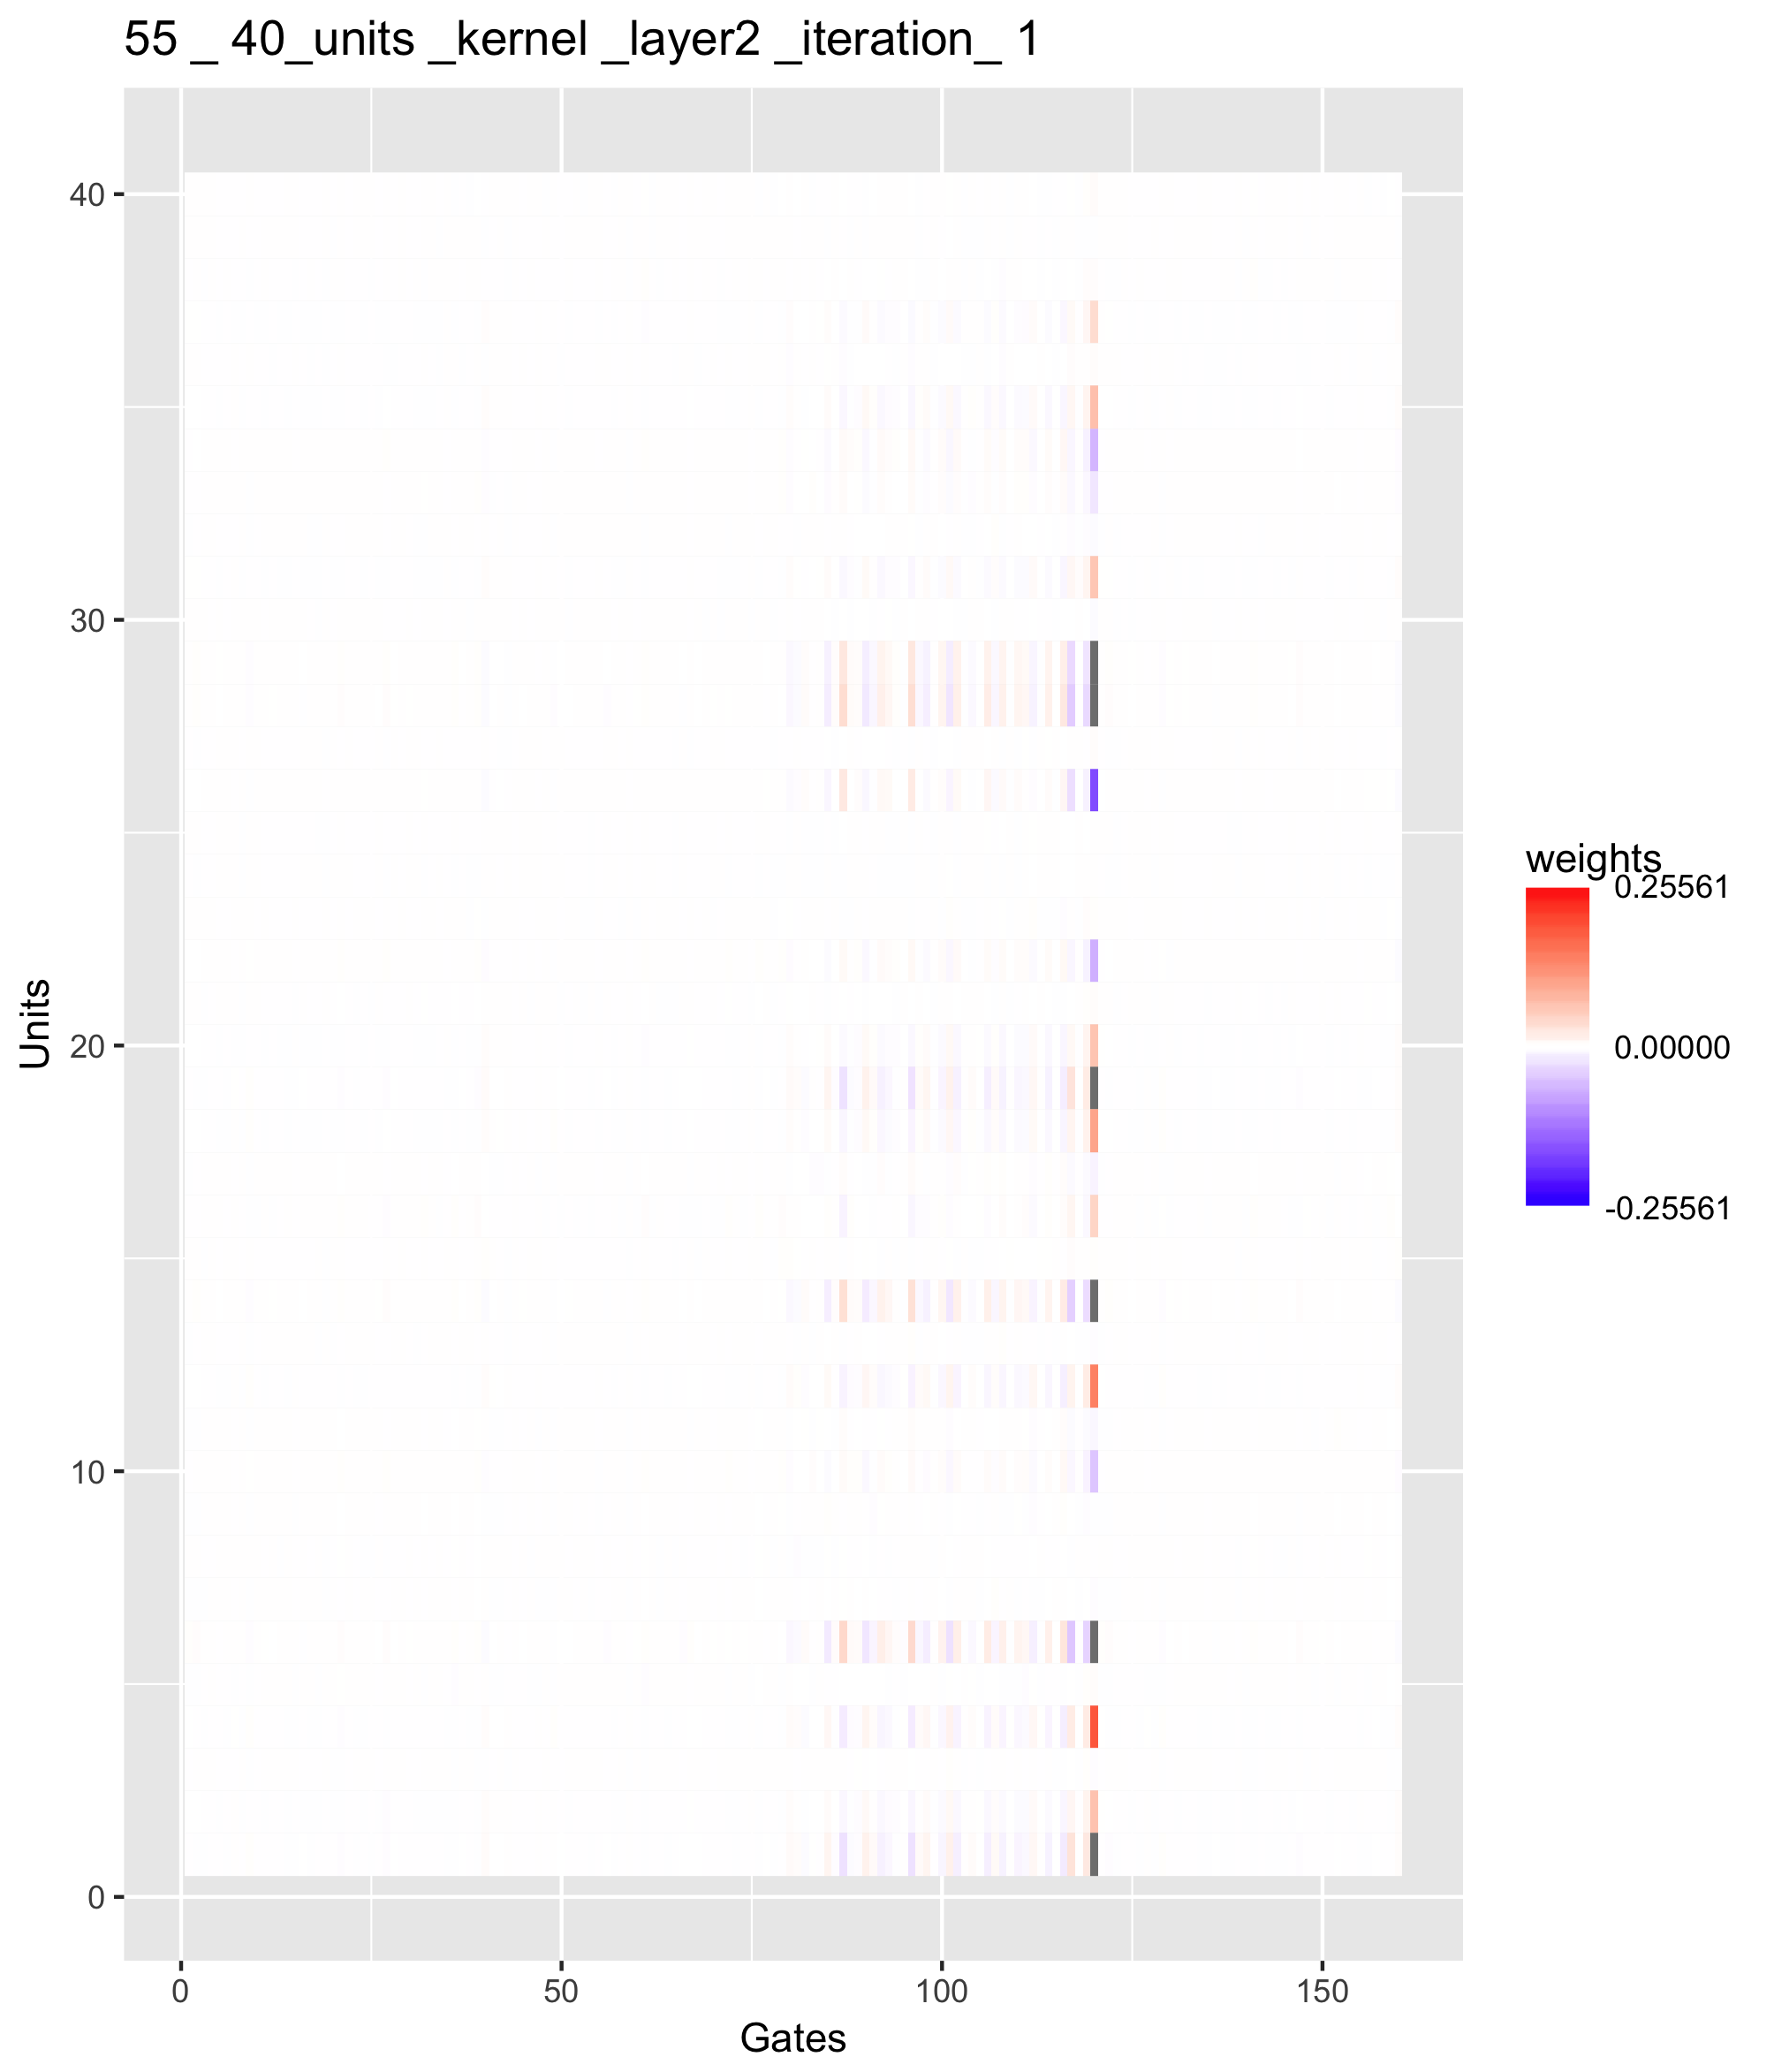 55 _ 40_units _kernel _layer2 _iteration_ 1
40
30
20
10
0
Units
0 50 100 150
Gates
weights
0.25561
0.00000
-0.25561